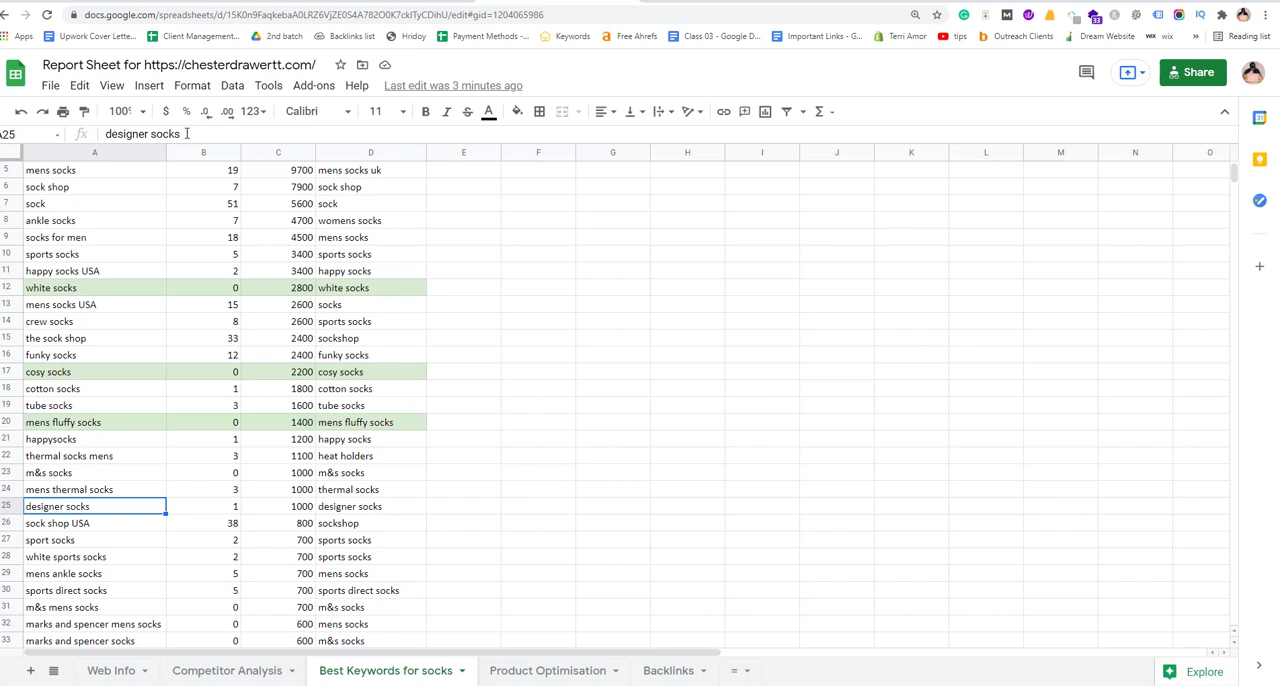 docs.google.com/spreadsheets/d/15K0n9FaqkebaA0LRZ6VjZE0S4A782O0K7ckITyCDihU/edit#gid=1204065986
Apps Upwork Cover Lette... Client Management... 2nd batch Backlinks list Hridoy Payment Methods -... Keywords Free Ahrefs Class 03 - Google D... Important Links - G... Terri Amor tips Outreach Clients Dream Website WIX wix » Reading list
Report Sheet for https://chesterdrawertt.com/
File Edit View Insert Format Data Tools Add-ons Help Last edit was 3 minutes ago
Share
100% $ % .0 .00 123 Calibri 11 B I S A
A25 fx designer socks
A B C D E F G H I J K L M N O
5 mens socks 19 9700 mens socks uk
6 sock shop 7 7900 sock shop
7 sock 51 5600 sock
8 ankle socks 7 4700 womens socks
9 socks for men 18 4500 mens socks
10 sports socks 5 3400 sports socks
11 happy socks USA 2 3400 happy socks
12 white socks 0 2800 white socks
13 mens socks USA 15 2600 socks
14 crew socks 8 2600 sports socks
15 the sock shop 33 2400 sockshop
16 funky socks 12 2400 funky socks
17 cosy socks 0 2200 cosy socks
18 cotton socks 1 1800 cotton socks
19 tube socks 3 1600 tube socks
20 mens fluffy socks 0 1400 mens fluffy socks
21 happysocks 1 1200 happy socks
22 thermal socks mens 3 1100 heat holders
23 m&s socks 0 1000 m&s socks
24 mens thermal socks 3 1000 thermal socks
25 designer socks 1 1000 designer socks
26 sock shop USA 38 800 sockshop
27 sport socks 2 700 sports socks
28 white sports socks 2 700 sports socks
29 mens ankle socks 5 700 mens socks
30 sports direct socks 5 700 sports direct socks
31 m&s mens socks 0 700 m&s socks
32 marks and spencer mens socks 0 600 mens socks
33 marks and spencer socks 0 600 m&s socks
+ Web Info Competitor Analysis Best Keywords for socks Product Optimisation Backlinks = Explore